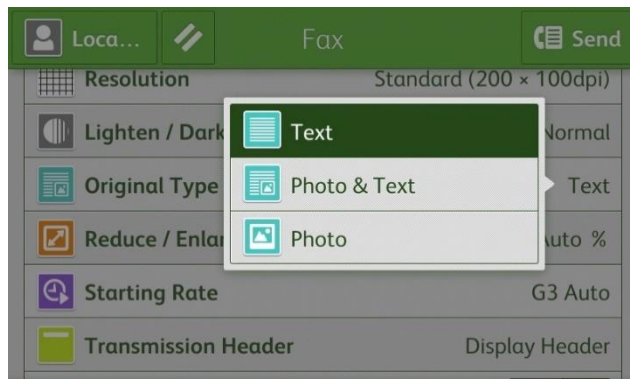 Loca...
Fax
Send
Resolution Standard (200 × 100dpi)
Lighten / Dark Normal
Text
Original Type Text
Photo & Text
Reduce / Enlar Auto %
Photo
Starting Rate G3 Auto
Transmission Header Display Header